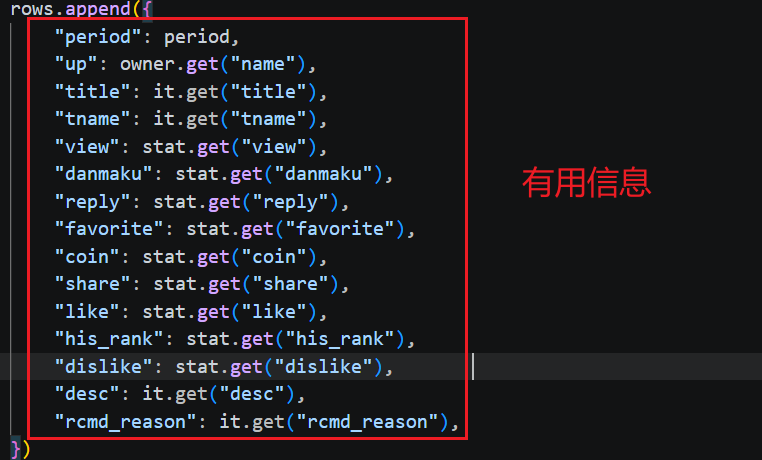 rows.append({
"period": period,
"up": owner.get("name"),
"title": it.get("title"),
"tname": it.get("tname"),
"view": stat.get("view"),
"danmaku": stat.get("danmaku"),
"reply": stat.get("reply"),
"favorite": stat.get("favorite"),
"coin": stat.get("coin"),
"share": stat.get("share"),
"like": stat.get("like"),
"his_rank": stat.get("his_rank"),
"dislike": stat.get("dislike"),
"desc": it.get("desc"),
"rcmd_reason": it.get("rcmd_reason"),
})
有用信息